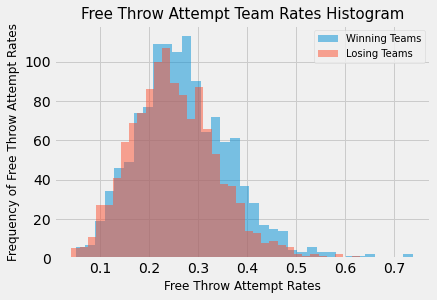 Free Throw Attempt Team Rates Histogram
Winning Teams
Losing Teams
Frequency of Free Throw Attempt Rates
100
80
60
40
20
0
0.1 0.2 0.3 0.4 0.5 0.6 0.7
Free Throw Attempt Rates